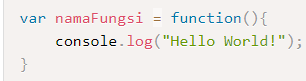 var namaFungsi = function(){
    console.log("Hello World!");
}